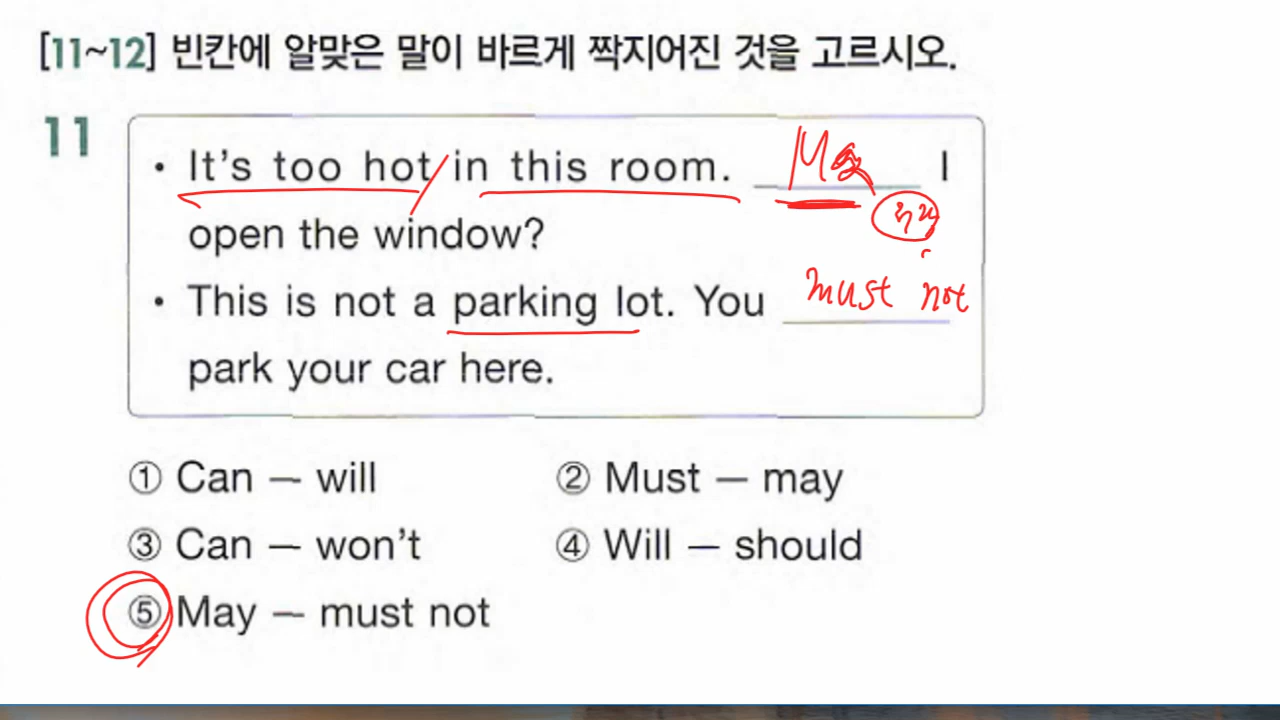 [11~12] 빈칸에 알맞은 말이 바르게 짝지어진 것을 고르시오.
11
• It's too hot in this room. May I
open the window?
• This is not a parking lot. You must not
park your car here.
① Can – will ② Must – may
③ Can – won't ④ Will – should
⑤ May – must not